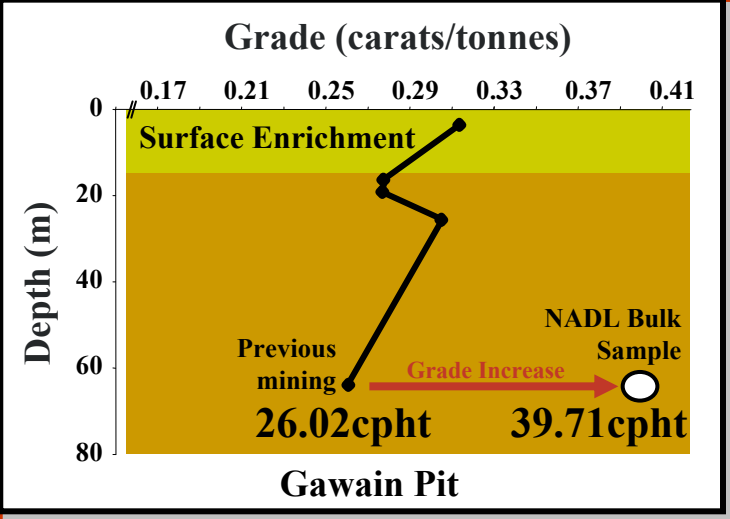 Grade (carats/tonnes)
0.17 0.21 0.25 0.29 0.33 0.37 0.41
0
Surface Enrichment
20
Depth (m)
40
NADL Bulk
Sample
Previous
mining
60
Grade Increase
26.02cpht 39.71cpht
80
Gawain Pit